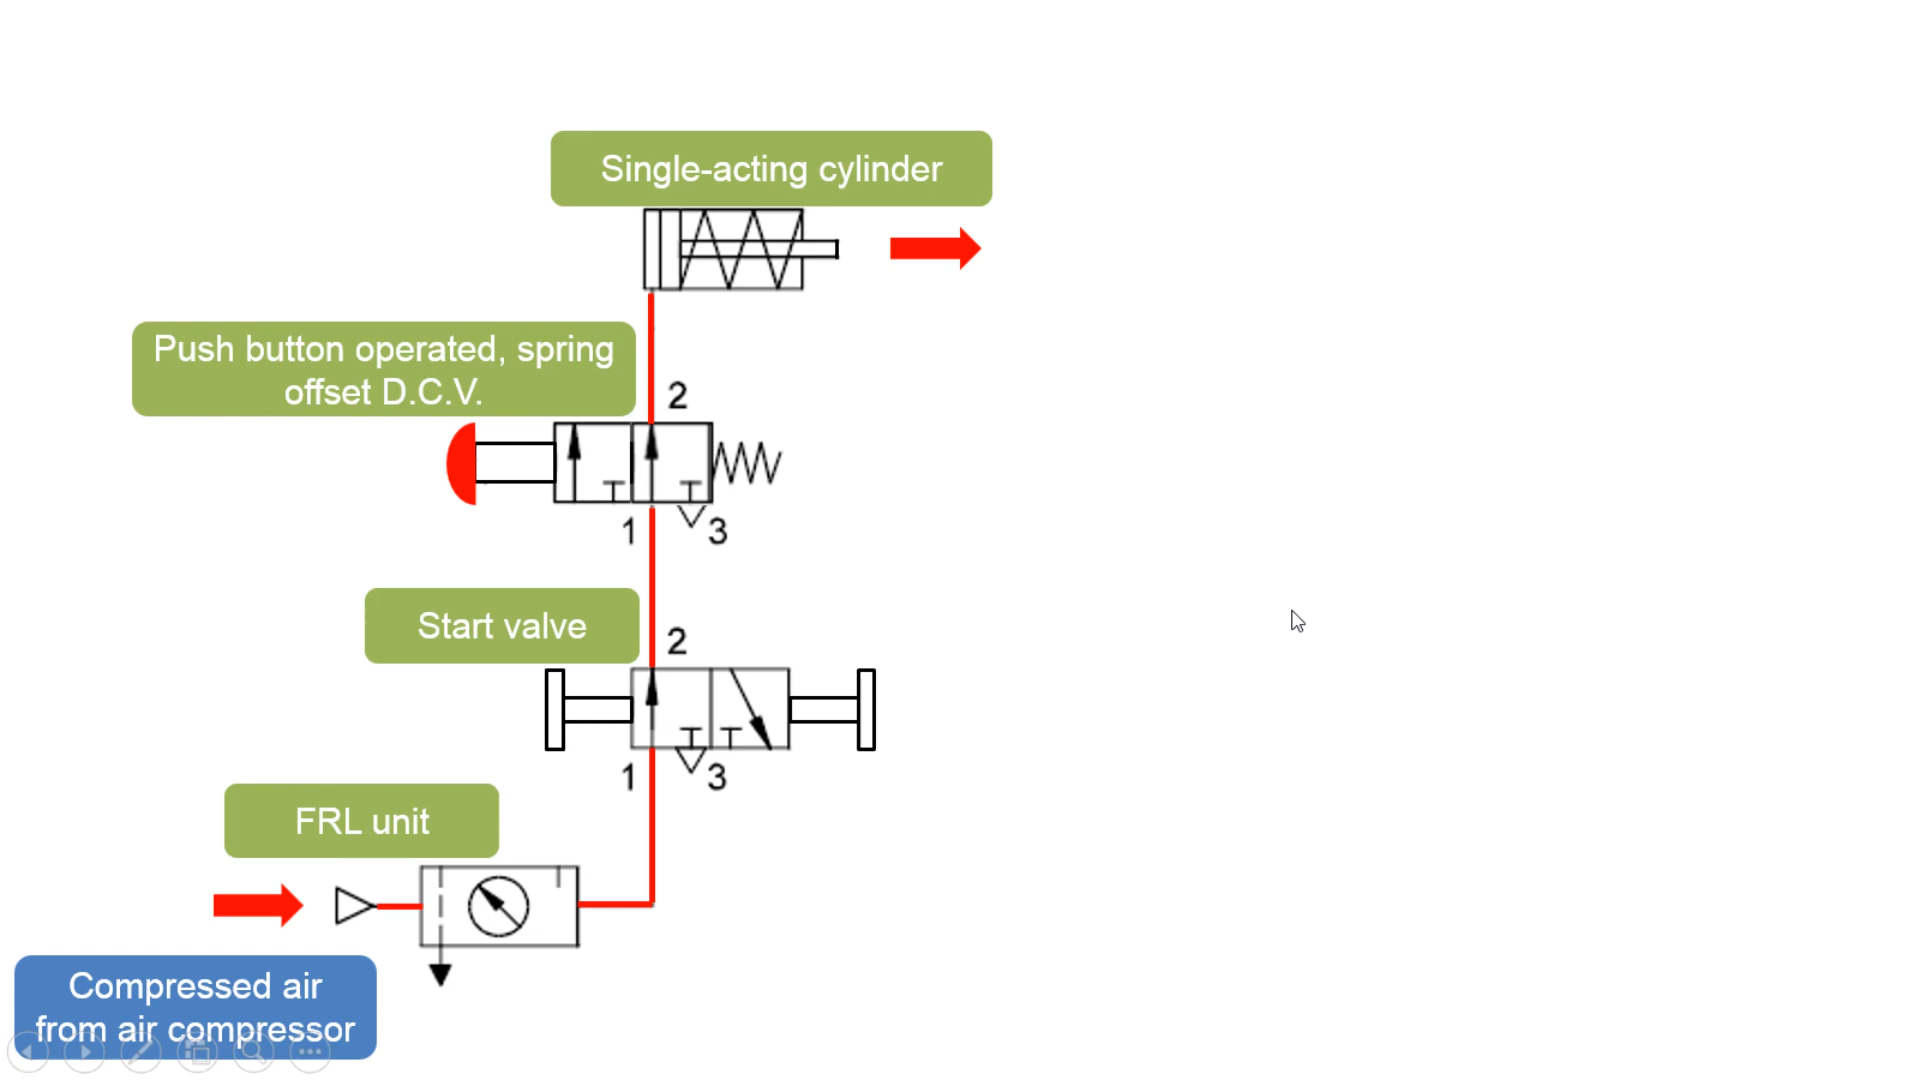 Single-acting cylinder
Push button operated, spring
offset D.C.V.
2
1
3
Start valve
2
1
3
FRL unit
Compressed air
from air compressor